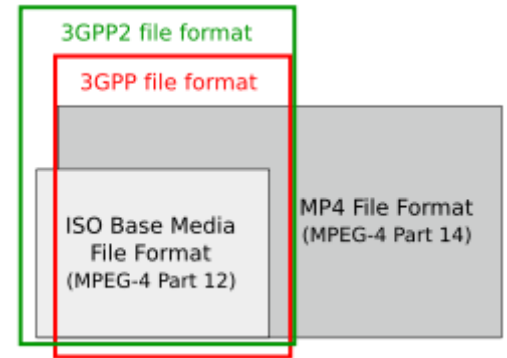 3GPP2 file format
3GPP file format
ISO Base Media
File Format
(MPEG-4 Part 12)
MP4 File Format
(MPEG-4 Part 14)